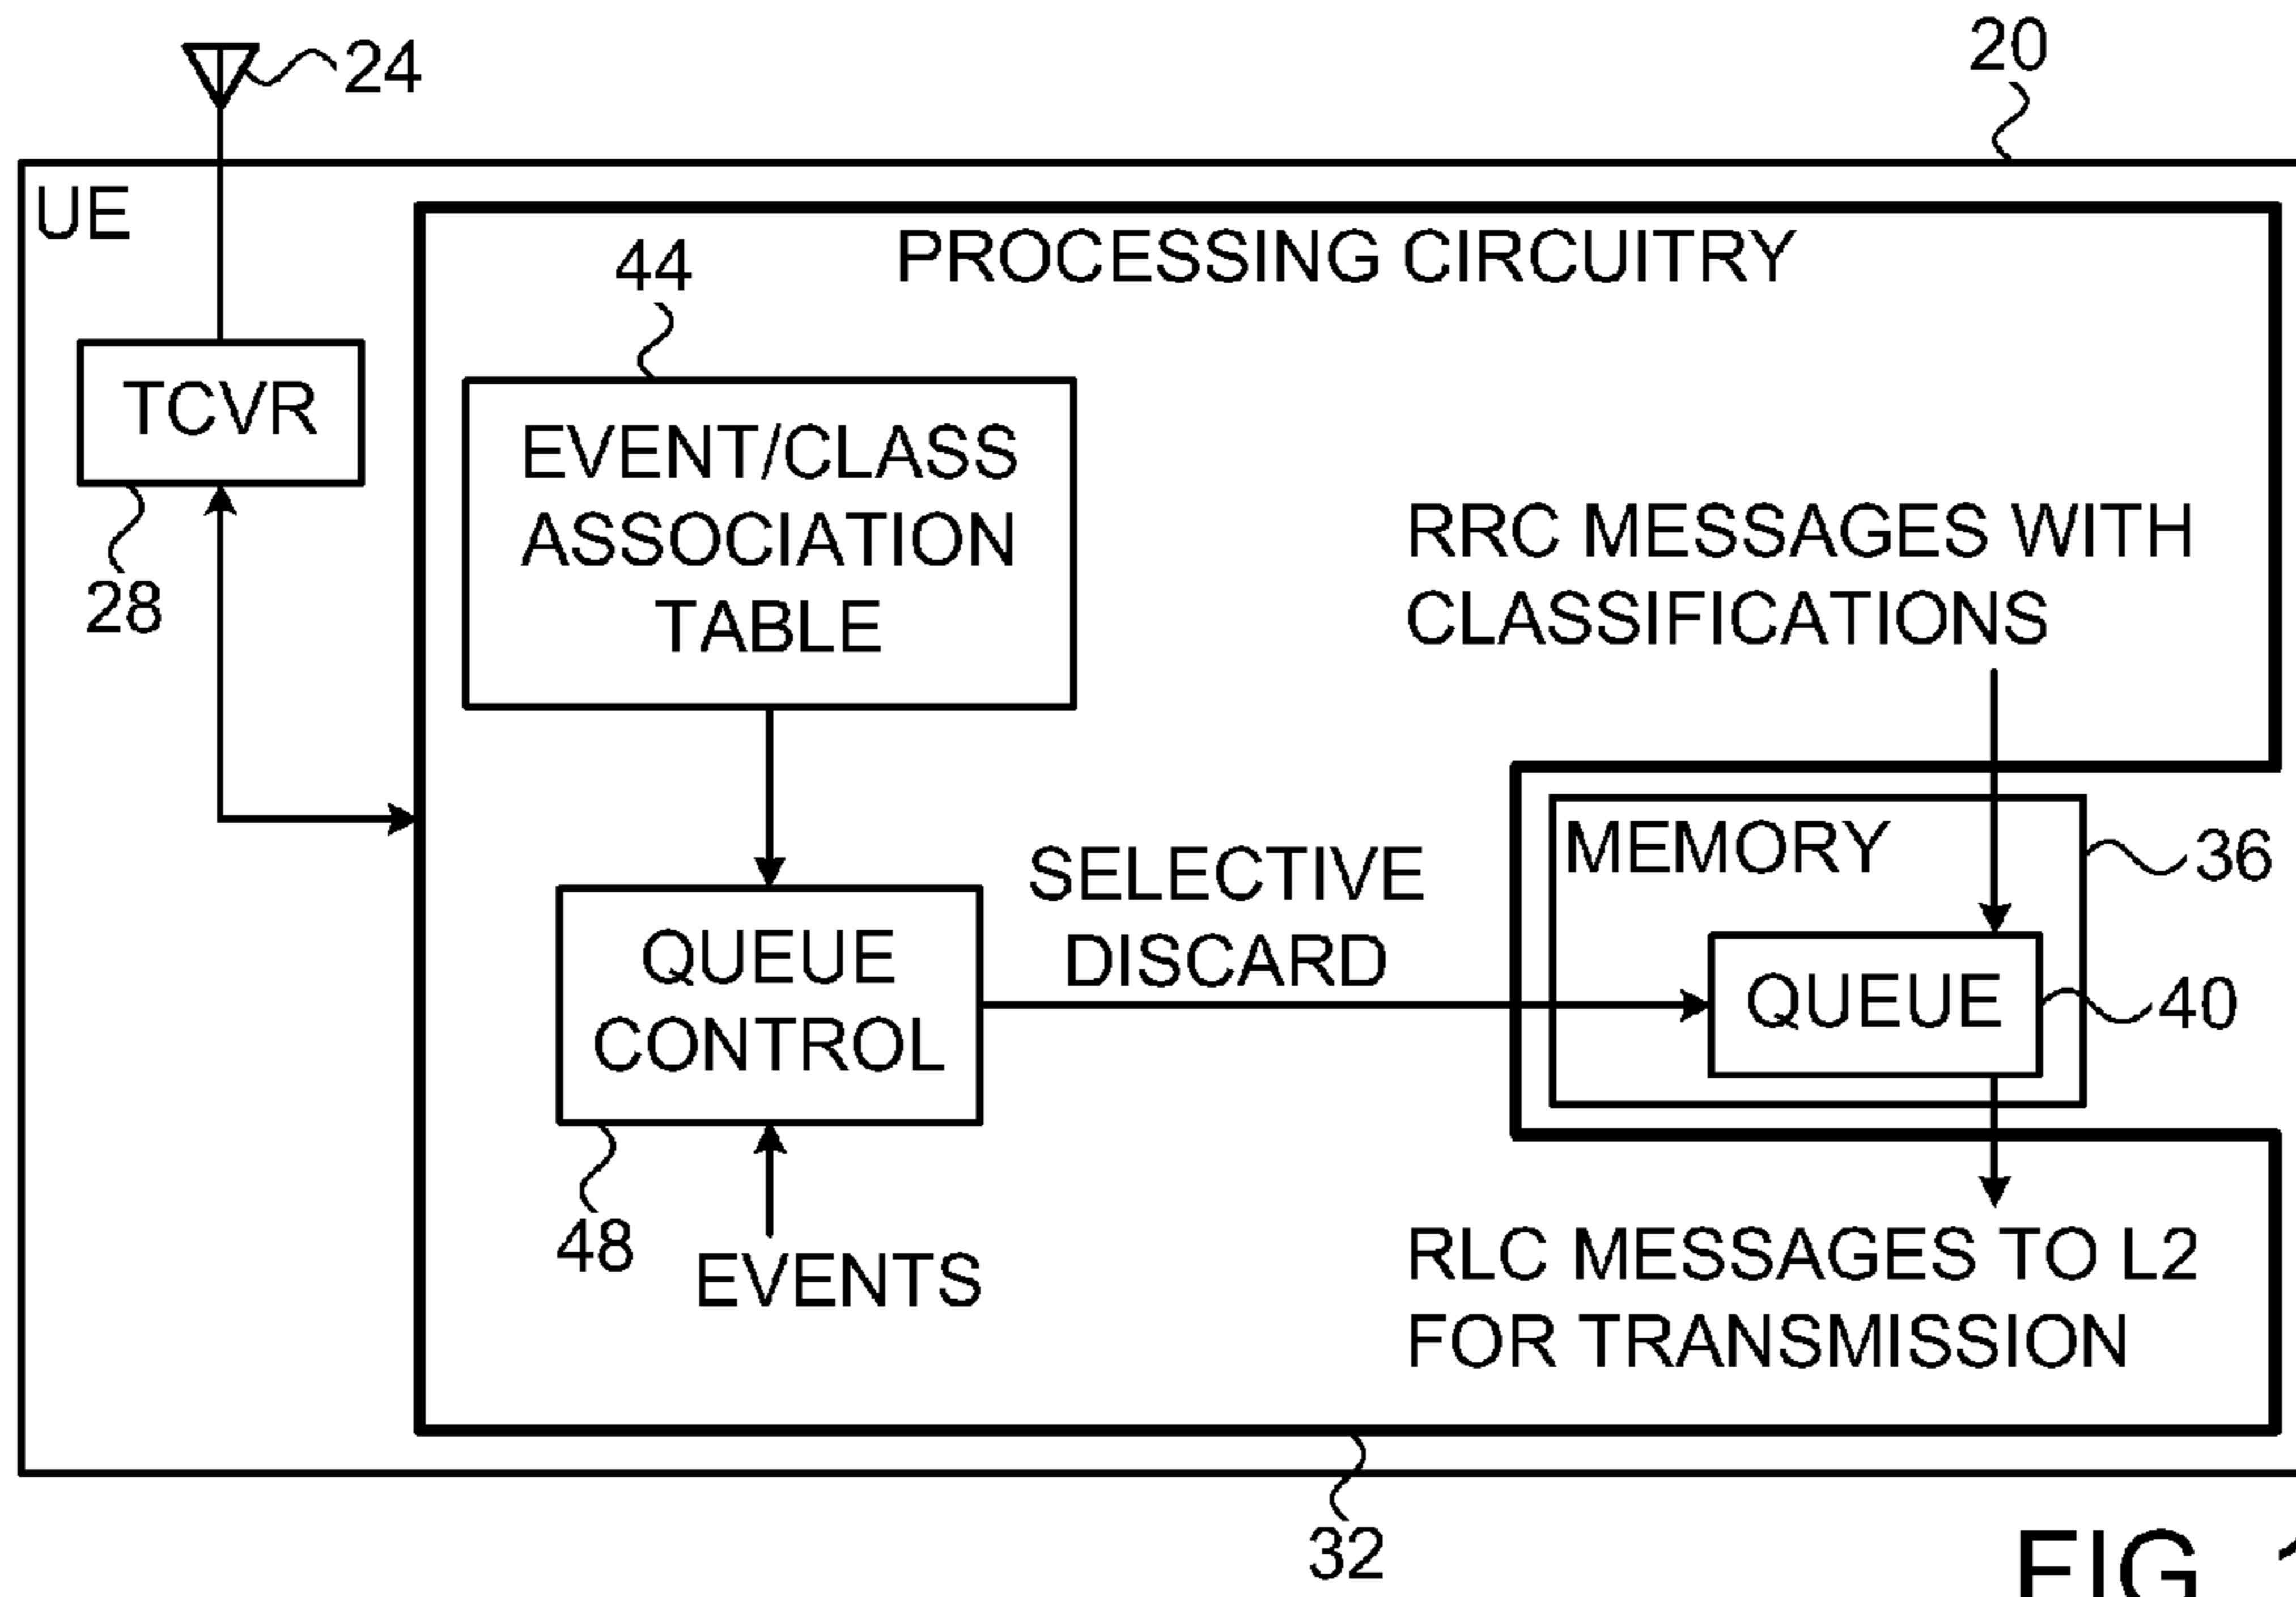 24
20
UE
PROCESSING CIRCUITRY
44
TCVR
EVENT/CLASS
ASSOCIATION
TABLE
28
RRC MESSAGES WITH
CLASSIFICATIONS
MEMORY
36
SELECTIVE
DISCARD
QUEUE
CONTROL
QUEUE
40
48
EVENTS
RLC MESSAGES TO L2
FOR TRANSMISSION
32
FIG.